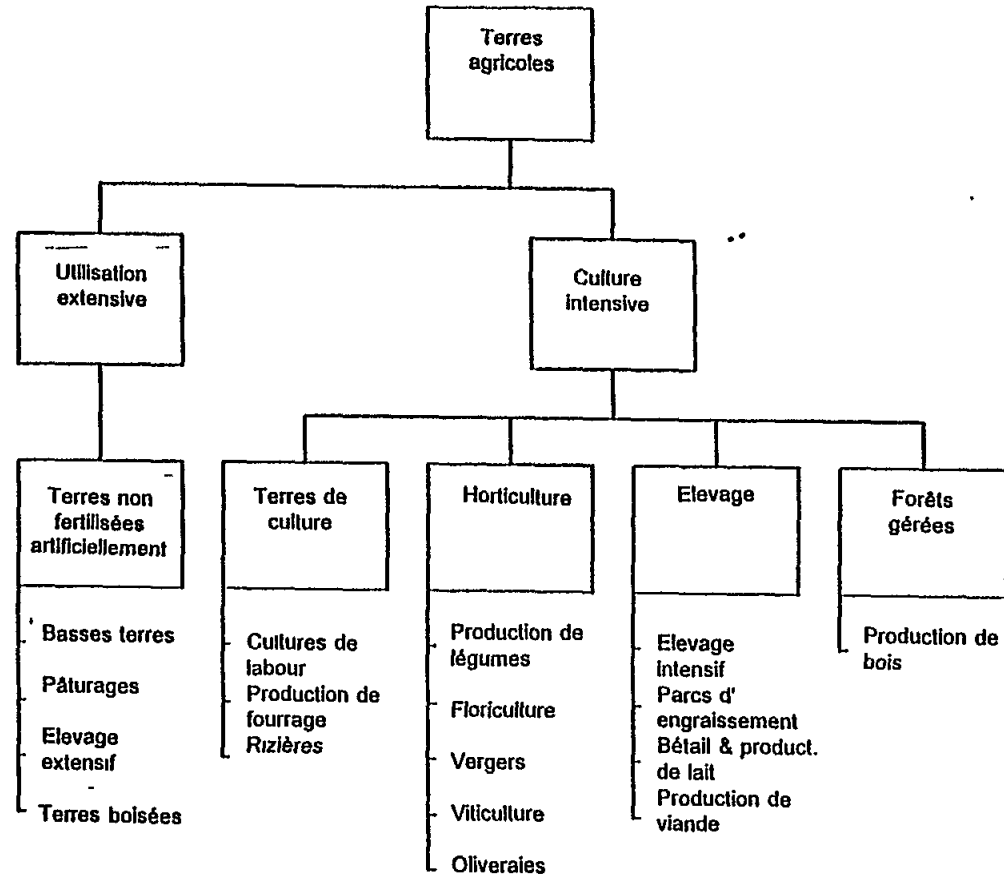 Terres
agricoles
Utilisation
extensive
Culture
intensive
Terres non
fertilisées
artificiellement
Terres de
culture
Horticulture
Elevage
Forêts
gérées
Basses terres
Pâturages
Elevage
extensif
Terres boisées
Cultures de
labour
Production de
fourrage
Rizières
Production de
légumes
Floriculture
Vergers
Viticulture
Oliveraies
Elevage
intensif
Parcs d'
engraissement
Bétail & product.
de lait
Production de
viande
Production de
bois